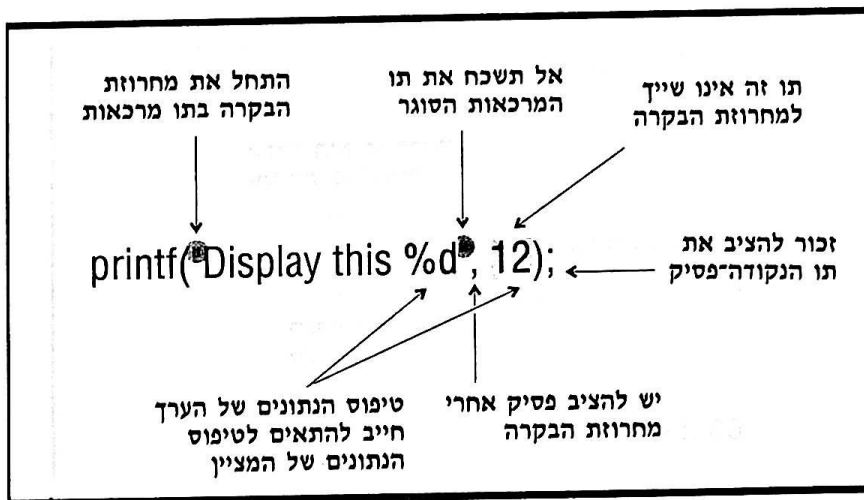 התחל את מחרוזת
הבקרה בתו מרכאות
אל תשכח את תו
המרכאות הסוגר
תו זה אינו שייך
למחרוזת הבקרה
printf("Display this %d", 12);
זכור להציב את
תו הנקודה־פסיק
טיפוס הנתונים של הערך
חייב להתאים לטיפוס
הנתונים של המציין
יש להציב פסיק אחרי
מחרוזת הבקרה